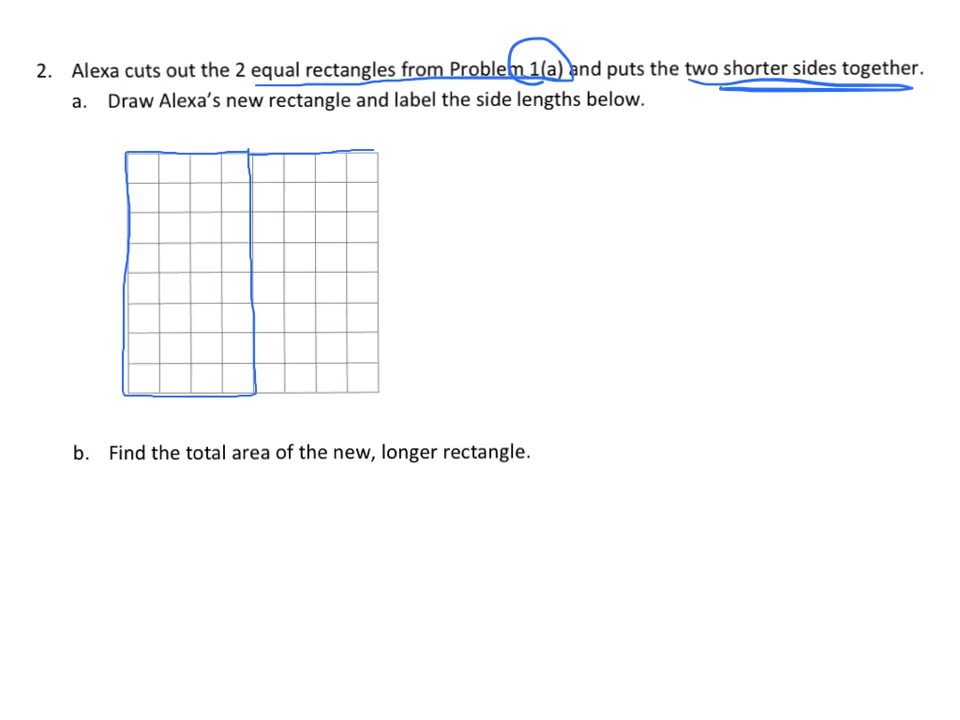 2. Alexa cuts out the 2 equal rectangles from Problem 1(a) and puts the two shorter sides together.
a. Draw Alexa’s new rectangle and label the side lengths below.
b. Find the total area of the new, longer rectangle.